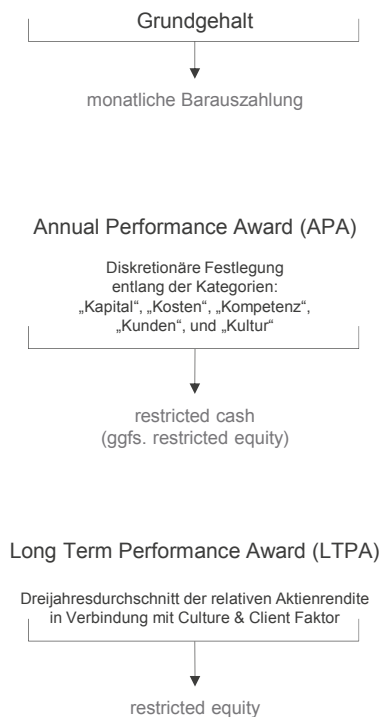 Grundgehalt
monatliche Barauszahlung
Annual Performance Award (APA)
Diskretionäre Festlegung
entlang der Kategorien:
„Kapital“, „Kosten“, „Kompetenz“,
„Kunden“, und „Kultur“
restricted cash
(ggfs. restricted equity)
Long Term Performance Award (LTPA)
Dreijahresdurchschnitt der relativen Aktienrendite
in Verbindung mit Culture & Client Faktor
restricted equity